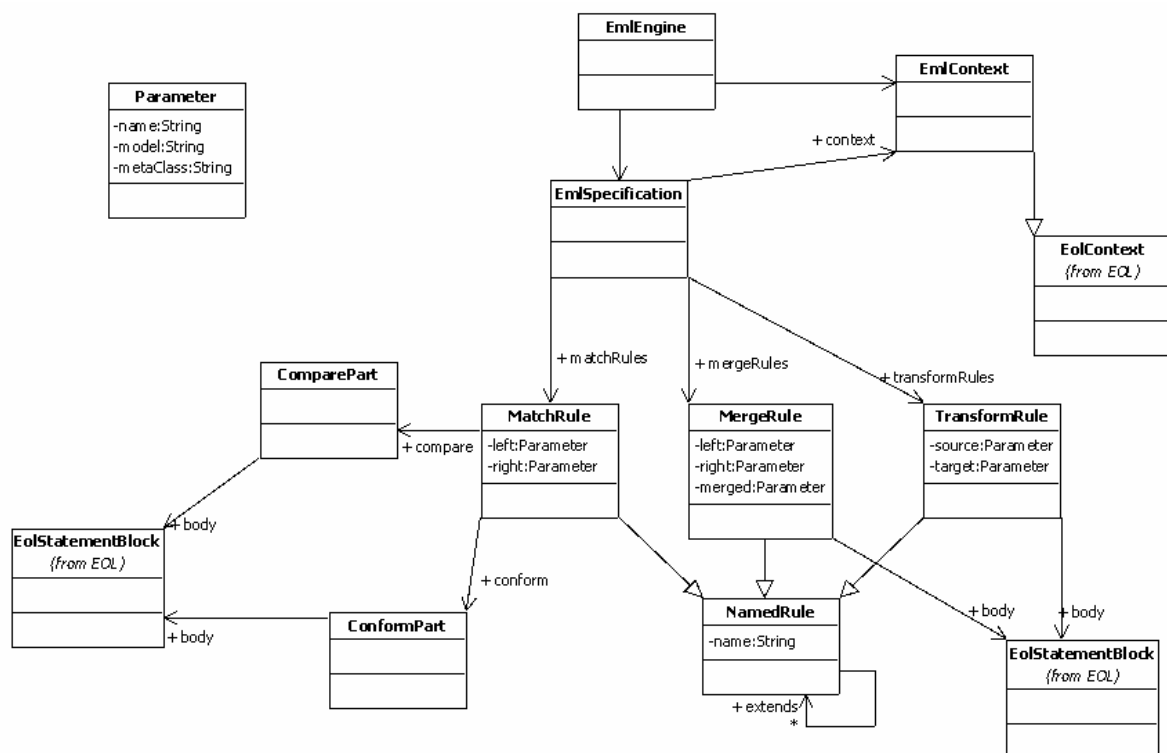 EmlEngine
EmlContext
Parameter
-name:String
-model:String
-metaClass:String
+ context
EmlSpecification
EolContext
(from EOL)
+ matchRules
+ mergeRules
+ transformRules
ComparePart
MatchRule
-left:Parameter
-right:Parameter
MergeRule
-left:Parameter
-right:Parameter
-merged:Parameter
TransformRule
-source:Parameter
-target:Parameter
+ compare
+ body
EolStatementBlock
(from EOL)
+ conform
+ body
ConformPart
NamedRule
-name:String
+ body
+ body
EolStatementBlock
(from EOL)
+ extends
*